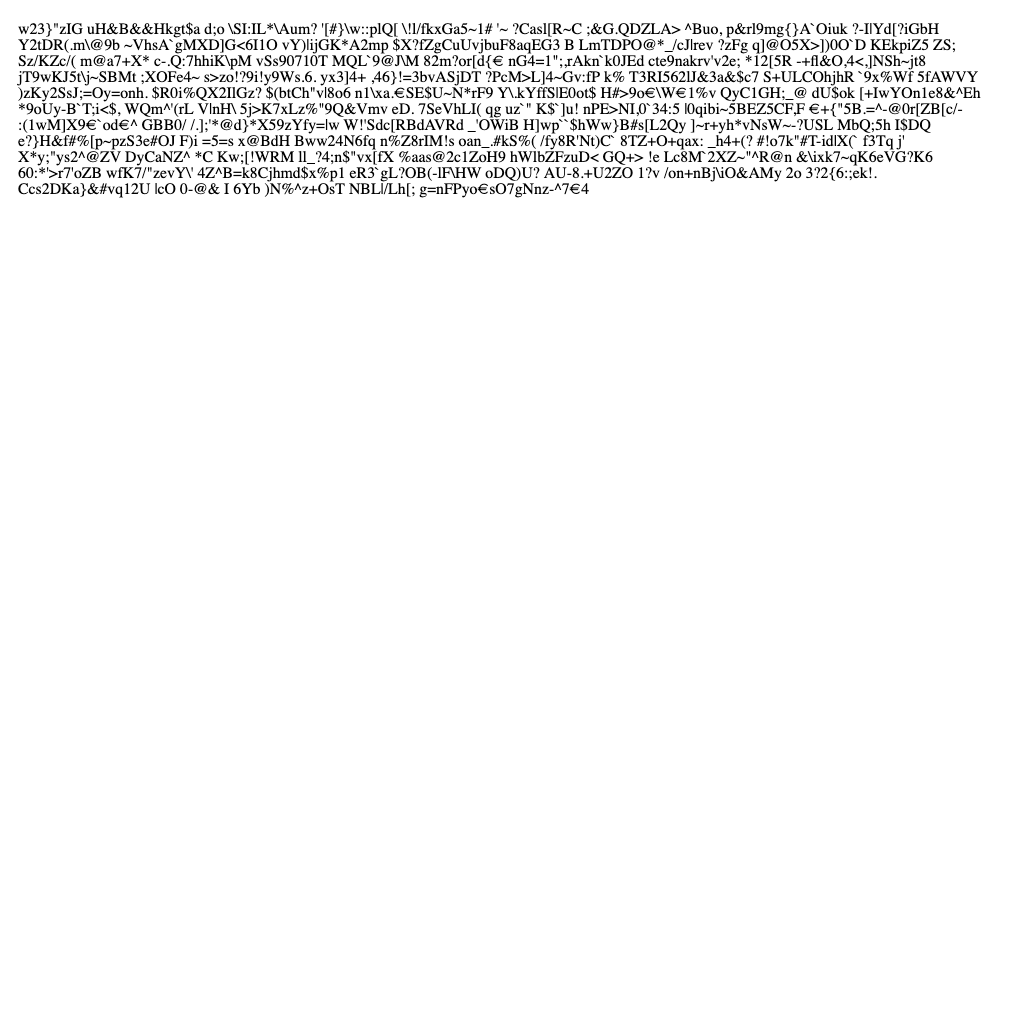 w23}"zIG uH&B&&Hkgt$a d;o \SI:IL*\Aum? '[#}\w::plQ[ \!l/fkxGa5~1# '~ ?Casl[R~C ;&G.QDZLA> ^Buo, p&rl9mg{}A`Oiuk ?-I|Yd[?iGbH
Y2tDR(.m\@9b ~VhsA`gMXD]G<6I1O vY)lijGK*A2mp $X?fZgCuUvjbuF8aqEG3 B LmTDPO@*_/cJ|rev ?zFg q]@O5X>])0O`D KEkpiZ5 ZS;
Sz/KZc/( m@a7+X* c-.Q:7hhiK\pM vSs90710T MQL`9@J\M 82m?or[d{€ nG4=1";,rAkn`k0JEd cte9nakrv'v2e; *12[5R -+fl&O,4<,]NSh~jt8
jT9wKJ5t\j~SBMt ;XOFe4~ s>zo!?9i!y9Ws.6. yx3]4+ ,46}!=3bvASjDT ?PcM>L]4~Gv:fP k% T3RI562lJ&3a&$c7 S+ULCOhjhR `9x%Wf 5fAWVY
)zKy2SsJ;=Oy=onh. $R0i%QX2IlGz? $(btCh"v|8o6 n1\xa.€SE$U~N*rF9 Y\.kYffS|E0ot$ H#>9o€\W€1%v QyC1GH;_@ dU$ok [+IwYOn1e8&^Eh
*9oUy-B`T;i<$, WQm^'(rL V|nH\ 5j>K7xLz%"9Q&Vmv eD. 7SeVhLI( qg uz`" K$`]u! nPE>NI,0`34:5 l0qibi~5BEZ5CF,F €+{"5B.=^-@0r[ZB[c/-
:(1wM]X9€`od€^ GBB0/ /.];'*@d}*X59zYfy=|w W!'Sdc[RBdAVRd _'OWiB H]wp``$hWw}B#s[L2Qy ]~r+yh*vNsW~-?USL MbQ;5h I$DQ
e?}H&f#%[p~pzS3e#OJ F)i =5=s x@BdH Bww24N6fq n%Z8rIM!s oan_.#kS%( /fy8R'Nt)C` 8TZ+O+qax: _h4+(? #!o7k"#T-id|X(` f3Tq j'
X*y;"ys2^@ZV DyCaNZ^ *C Kw;[!WRM ll_?4;n$"vx[fX %aas@2c1ZoH9 hWlbZFzuD< GQ+> !e Lc8M`2XZ~"^R@n &\ixk7~qK6eVG?K6
60:*'>r7'oZB wfK7/"zevY\' 4Z^B=k8Cjhmd$x%p1 eR3`gL?OB(-lF\HW oDQ)U? AU-8.+U2ZO 1?v /on+nBj\iO&AMy 2o 3?2{6:;ek!.
Ccs2DKa}&#vq12U |cO 0-@& I 6Yb )N%^z+OsT NBL|/Lh[; g=nFPyo€sO7gNnz-^7€4